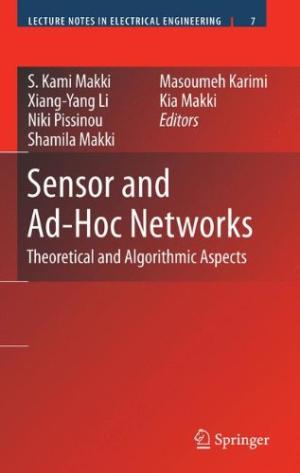 LECTURE NOTES IN ELECTRICAL ENGINEERING 7
S. Kami Makki
Xiang-Yang Li
Niki Pissinou
Shamila Makki
Masoumeh Karimi
Kia Makki
Editors
Sensor and
Ad-Hoc Networks
Theoretical and Algorithmic Aspects
Springer